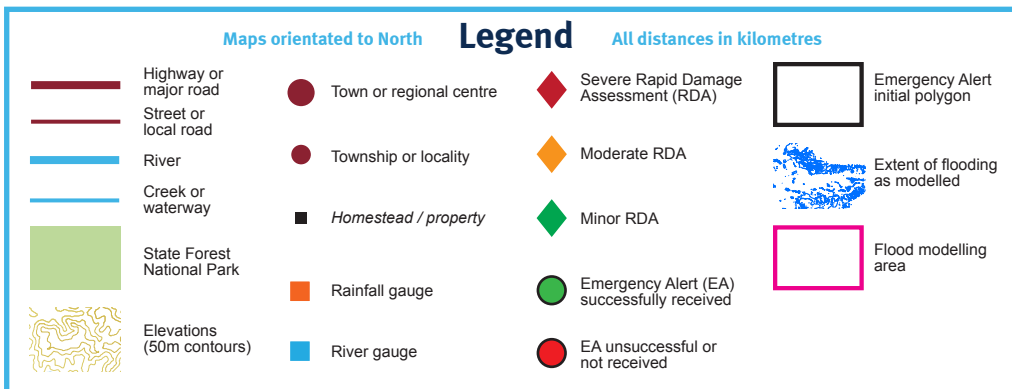 Maps orientated to North
Legend
All distances in kilometres
Highway or
major road
Street or
local road
River
Creek or
waterway
State Forest
National Park
Elevations
(50m contours)
Town or regional centre
Township or locality
Homestead / property
Rainfall gauge
River gauge
Severe Rapid Damage
Assessment (RDA)
Moderate RDA
Minor RDA
Emergency Alert (EA)
successfully received
EA unsuccessful or
not received
Emergency Alert
initial polygon
Extent of flooding
as modelled
Flood modelling
area